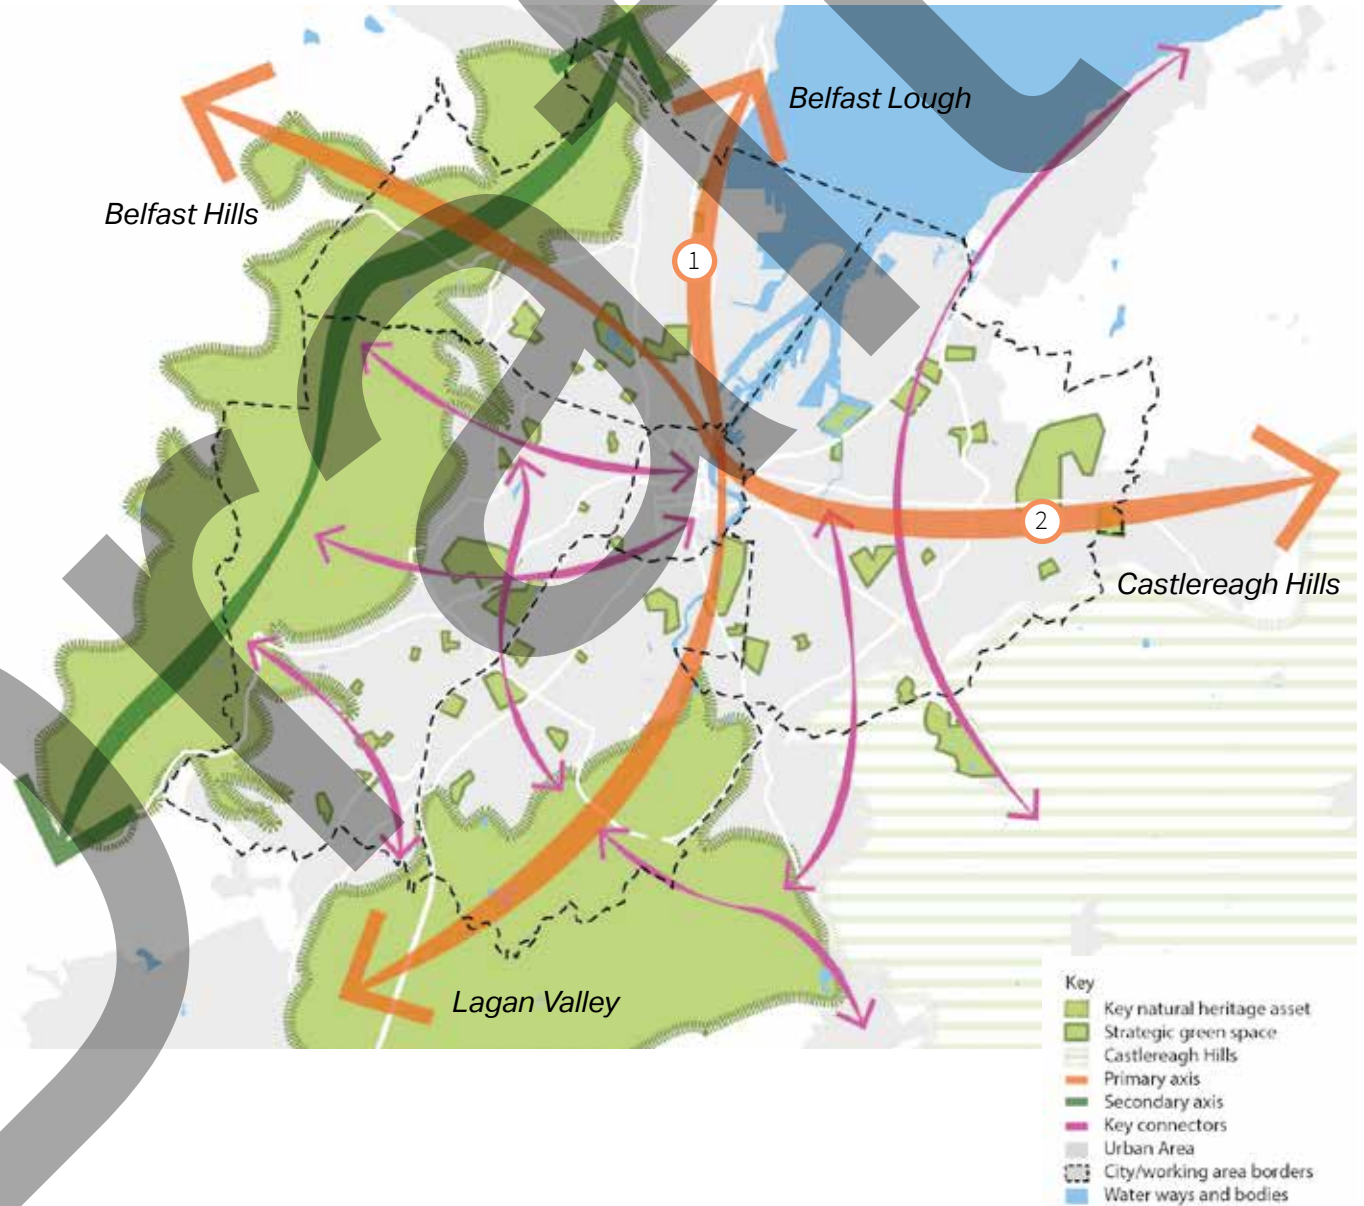 Belfast Lough
Belfast Hills
1
2
Castlereagh Hills
Lagan Valley
Key
Key natural heritage asset
Strategic green space
Castlereagh Hills
Primary axis
Secondary axis
Key connectors
Urban Area
City/working area borders
Water ways and bodies